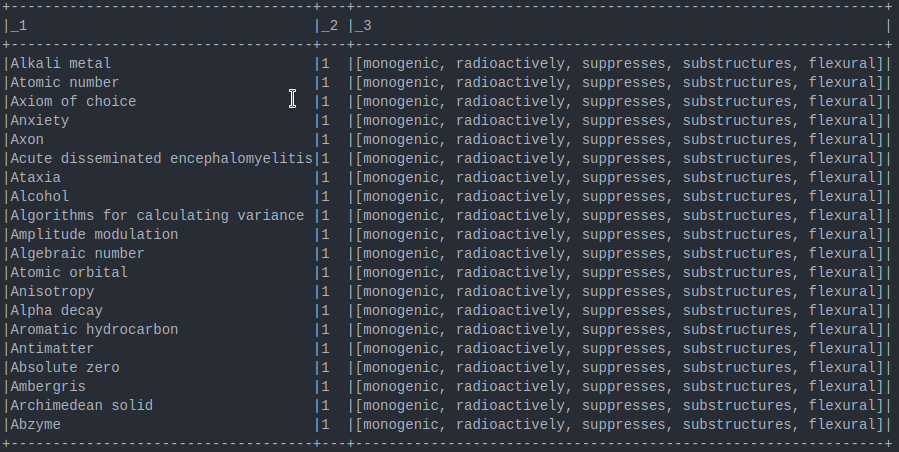 +------------------------------------+---+---------------------------------------------------------------+
|_1                                  |_2 |_3                                                             |
+------------------------------------+---+---------------------------------------------------------------+
|Alkali metal                        |1  |[monogenic, radioactively, suppresses, substructures, flexural]|
|Atomic number                       |1  |[monogenic, radioactively, suppresses, substructures, flexural]|
|Axiom of choice                     |1  |[monogenic, radioactively, suppresses, substructures, flexural]|
|Anxiety                             |1  |[monogenic, radioactively, suppresses, substructures, flexural]|
|Axon                                |1  |[monogenic, radioactively, suppresses, substructures, flexural]|
|Acute disseminated encephalomyelitis|1  |[monogenic, radioactively, suppresses, substructures, flexural]|
|Ataxia                              |1  |[monogenic, radioactively, suppresses, substructures, flexural]|
|Alcohol                             |1  |[monogenic, radioactively, suppresses, substructures, flexural]|
|Algorithms for calculating variance |1  |[monogenic, radioactively, suppresses, substructures, flexural]|
|Amplitude modulation                |1  |[monogenic, radioactively, suppresses, substructures, flexural]|
|Algebraic number                    |1  |[monogenic, radioactively, suppresses, substructures, flexural]|
|Atomic orbital                      |1  |[monogenic, radioactively, suppresses, substructures, flexural]|
|Anisotropy                          |1  |[monogenic, radioactively, suppresses, substructures, flexural]|
|Alpha decay                         |1  |[monogenic, radioactively, suppresses, substructures, flexural]|
|Aromatic hydrocarbon                |1  |[monogenic, radioactively, suppresses, substructures, flexural]|
|Antimatter                          |1  |[monogenic, radioactively, suppresses, substructures, flexural]|
|Absolute zero                       |1  |[monogenic, radioactively, suppresses, substructures, flexural]|
|Ambergris                           |1  |[monogenic, radioactively, suppresses, substructures, flexural]|
|Archimedean solid                   |1  |[monogenic, radioactively, suppresses, substructures, flexural]|
|Abzyme                              |1  |[monogenic, radioactively, suppresses, substructures, flexural]|
+------------------------------------+---+---------------------------------------------------------------+